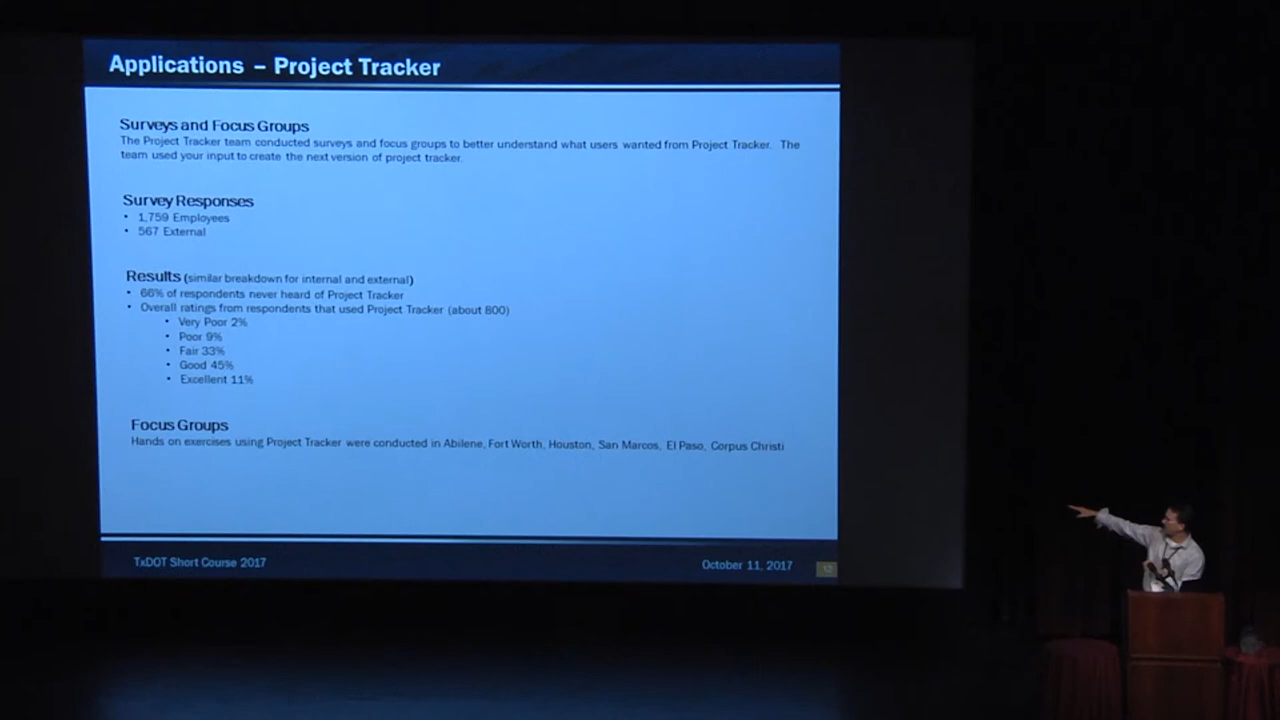 Applications – Project Tracker
Surveys and Focus Groups
The Project Tracker team conducted surveys and focus groups to better understand what users wanted from Project Tracker. The
team used your input to create the next version of project tracker.
Survey Responses
• 1,759 Employees
• 567 External
Results (similar breakdown for internal and external)
• 66% of respondents never heard of Project Tracker
• Overall ratings from respondents that used Project Tracker (about 800)
• Very Poor 2%
• Poor 9%
• Fair 33%
• Good 45%
• Excellent 11%
Focus Groups
Hands on exercises using Project Tracker were conducted in Abilene, Fort Worth, Houston, San Marcos, El Paso, Corpus Christi
TxDOT Short Course 2017
October 11, 2017